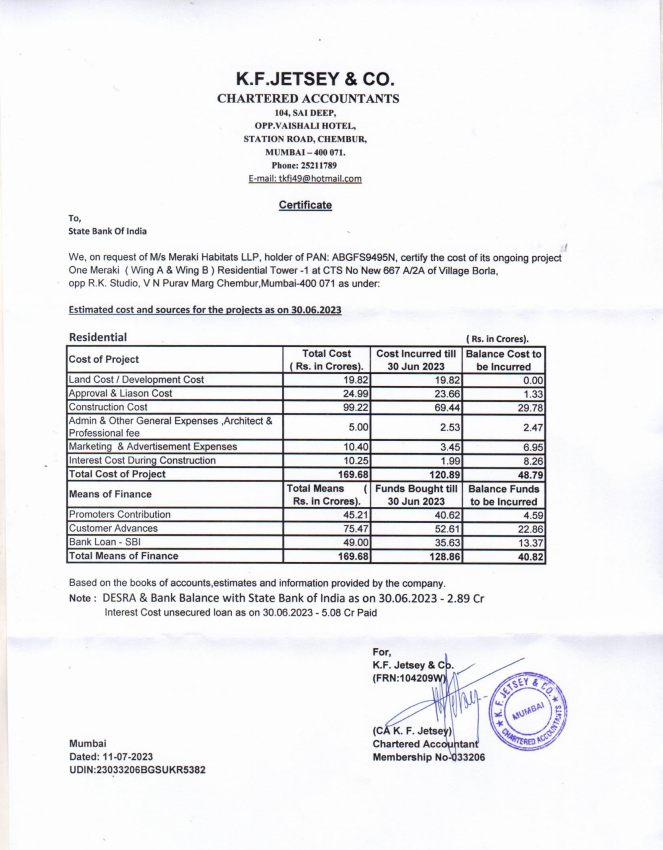 K.F.JETSEY & CO.
CHARTERED ACCOUNTANTS
104, SAI DEEP,
OPP.VAISHALI HOTEL,
STATION ROAD, CHEMBUR,
MUMBAI – 400 071.
Phone: 25211789
E-mail: tkfj49@hotmail.com
Certificate
To,
State Bank Of India
We, on request of M/s Meraki Habitats LLP, holder of PAN: ABGFS9495N, certify the cost of its ongoing project
One Meraki ( Wing A & Wing B ) Residential Tower -1 at CTS No New 667 A/2A of Village Borla,
opp R.K. Studio, V N Purav Marg Chembur,Mumbai-400 071 as under:
Estimated cost and sources for the projects as on 30.06.2023
Residential ( Rs. in Crores).
Cost of Project Total Cost ( Rs. in Crores). Cost Incurred till 30 Jun 2023 Balance Cost to be Incurred
Land Cost / Development Cost 19.82 19.82 0.00
Approval & Liason Cost 24.99 23.66 1.33
Construction Cost 99.22 69.44 29.78
Admin & Other General Expenses ,Architect & Professional fee 5.00 2.53 2.47
Marketing & Advertisement Expenses 10.40 3.45 6.95
Interest Cost During Construction 10.25 1.99 8.26
Total Cost of Project 169.68 120.89 48.79
Means of Finance Total Means ( Rs. in Crores). Funds Bought till 30 Jun 2023 Balance Funds to be Incurred
Promoters Contribution 45.21 40.62 4.59
Customer Advances 75.47 52.61 22.86
Bank Loan - SBI 49.00 35.63 13.37
Total Means of Finance 169.68 128.86 40.82
Based on the books of accounts,estimates and information provided by the company.
Note : DESRA & Bank Balance with State Bank of India as on 30.06.2023 - 2.89 Cr
Interest Cost unsecured loan as on 30.06.2023 - 5.08 Cr Paid
For,
K.F. Jetsey & Co.
(FRN:104209W)
K. F. JETSEY & CO.
MUMBAI
CHARTERED ACCOUNTANTS
(CA K. F. Jetsey)
Chartered Accountant
Membership No-033206
Mumbai
Dated: 11-07-2023
UDIN:23033206BGSUKR5382